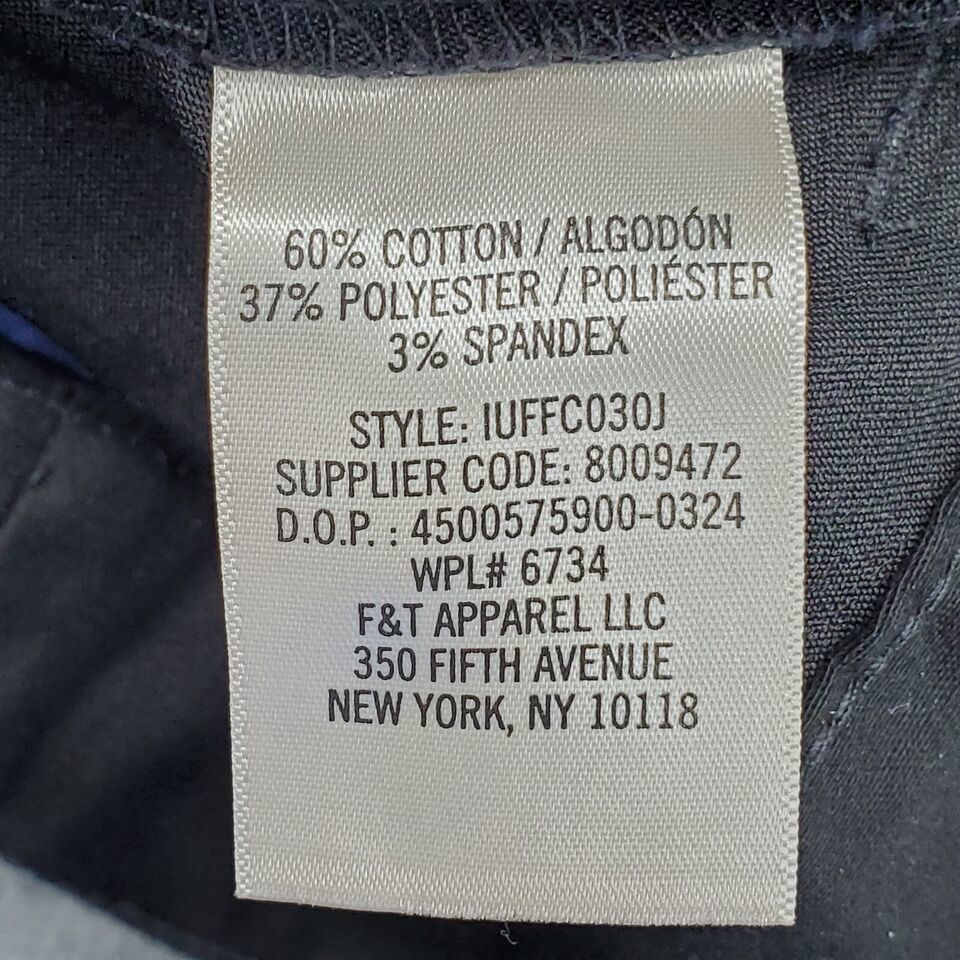 60% COTTON / ALGODÓN
37% POLYESTER / POLIÉSTER
3% SPANDEX
STYLE: IUFFC030J
SUPPLIER CODE: 8009472
D.O.P. : 4500575900-0324
WPL# 6734
F&T APPAREL LLC
350 FIFTH AVENUE
NEW YORK, NY 10118